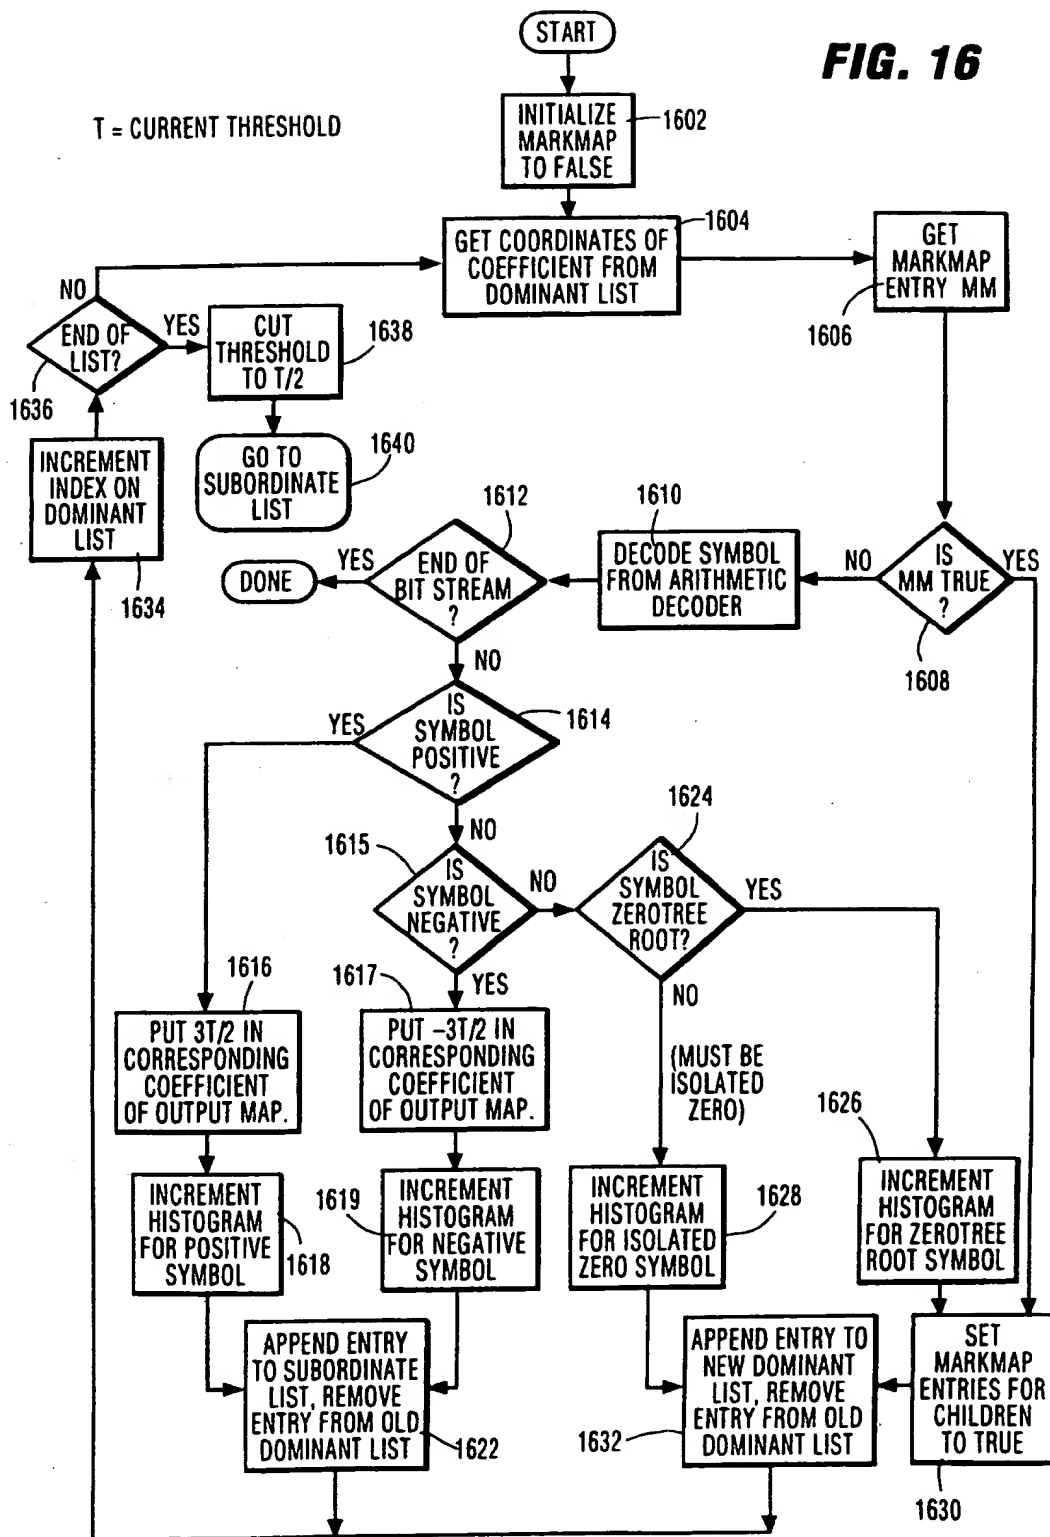 START
FIG. 16
T = CURRENT THRESHOLD
INITIALIZE
MARKMAP
TO FALSE
1602
GET COORDINATES OF
COEFFICIENT FROM
DOMINANT LIST
1604
GET
MARKMAP
ENTRY MM
1606
NO
END OF
LIST?
1636
YES
CUT
THRESHOLD
TO T/2
1638
GO TO
SUBORDINATE
LIST
1640
INCREMENT
INDEX ON
DOMINANT
LIST
1634
IS
MM TRUE
?
1608
YES
NO
DECODE SYMBOL
FROM ARITHMETIC
DECODER
1610
END OF
BIT STREAM
?
1612
YES
DONE
NO
IS
SYMBOL
POSITIVE
?
1614
YES
NO
IS
SYMBOL
NEGATIVE
?
1615
NO
YES
IS
SYMBOL
ZEROTREE
ROOT?
1624
YES
NO
(MUST BE
ISOLATED
ZERO)
PUT 3T/2 IN
CORRESPONDING
COEFFICIENT
OF OUTPUT MAP.
1616
PUT –3T/2 IN
CORRESPONDING
COEFFICIENT
OF OUTPUT MAP.
1617
INCREMENT
HISTOGRAM
FOR POSITIVE
SYMBOL
1618
INCREMENT
HISTOGRAM
FOR NEGATIVE
SYMBOL
1619
INCREMENT
HISTOGRAM
FOR ISOLATED
ZERO SYMBOL
1628
INCREMENT
HISTOGRAM
FOR ZEROTREE
ROOT SYMBOL
1626
APPEND ENTRY
TO SUBORDINATE
LIST, REMOVE
ENTRY FROM OLD
DOMINANT LIST
1622
APPEND ENTRY TO
NEW DOMINANT
LIST, REMOVE
ENTRY FROM OLD
DOMINANT LIST
1632
SET
MARKMAP
ENTRIES FOR
CHILDREN
TO TRUE
1630